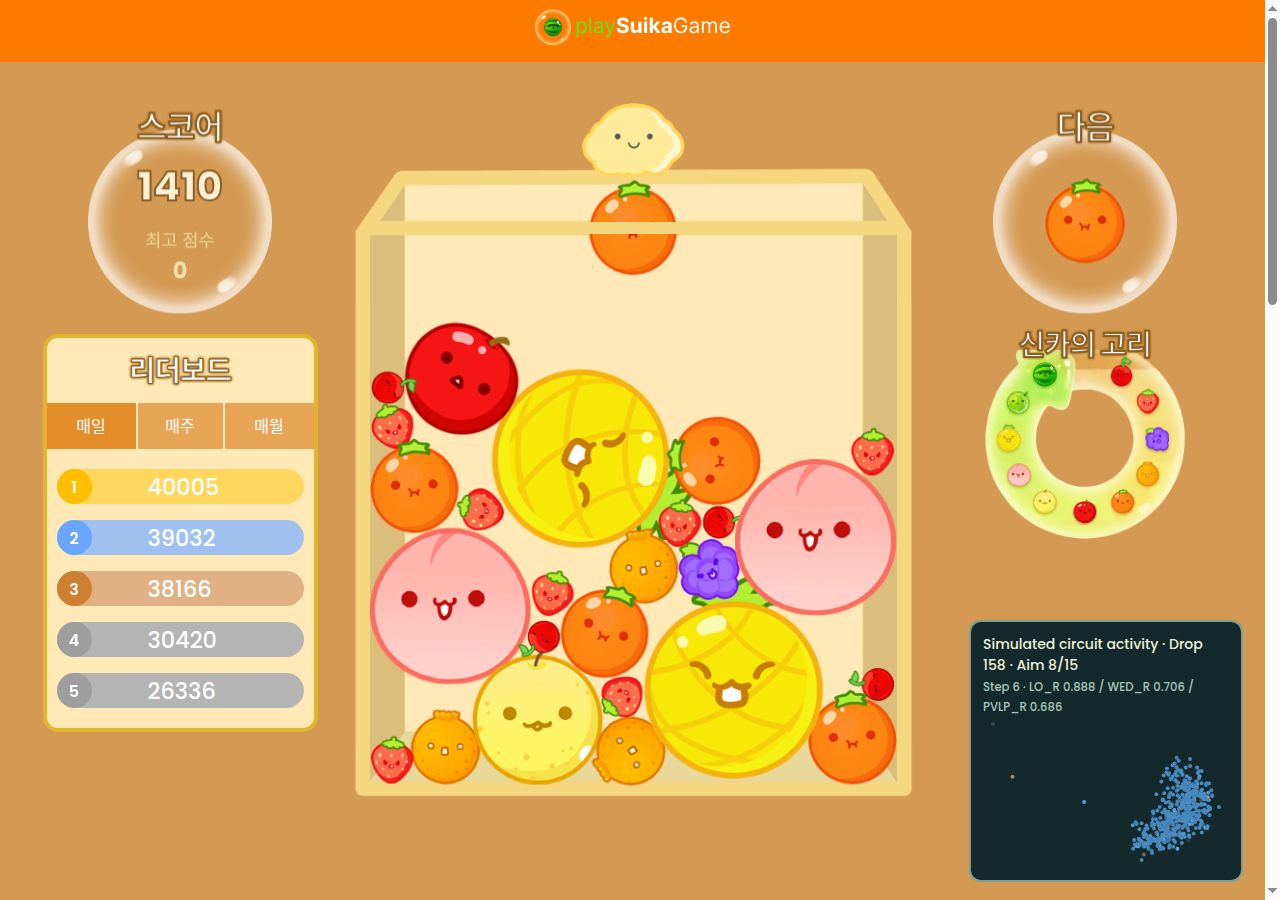 playSuikaGame
스코어
1410
최고 점수
0
다음
신카의 고리
리더보드
매일
매주
매월
1
40005
2
39032
3
38166
4
30420
5
26336
Simulated circuit activity · Drop
158 · Aim 8/15
Step 6 · LO_R 0.888 / WED_R 0.706 /
PVLP_R 0.686